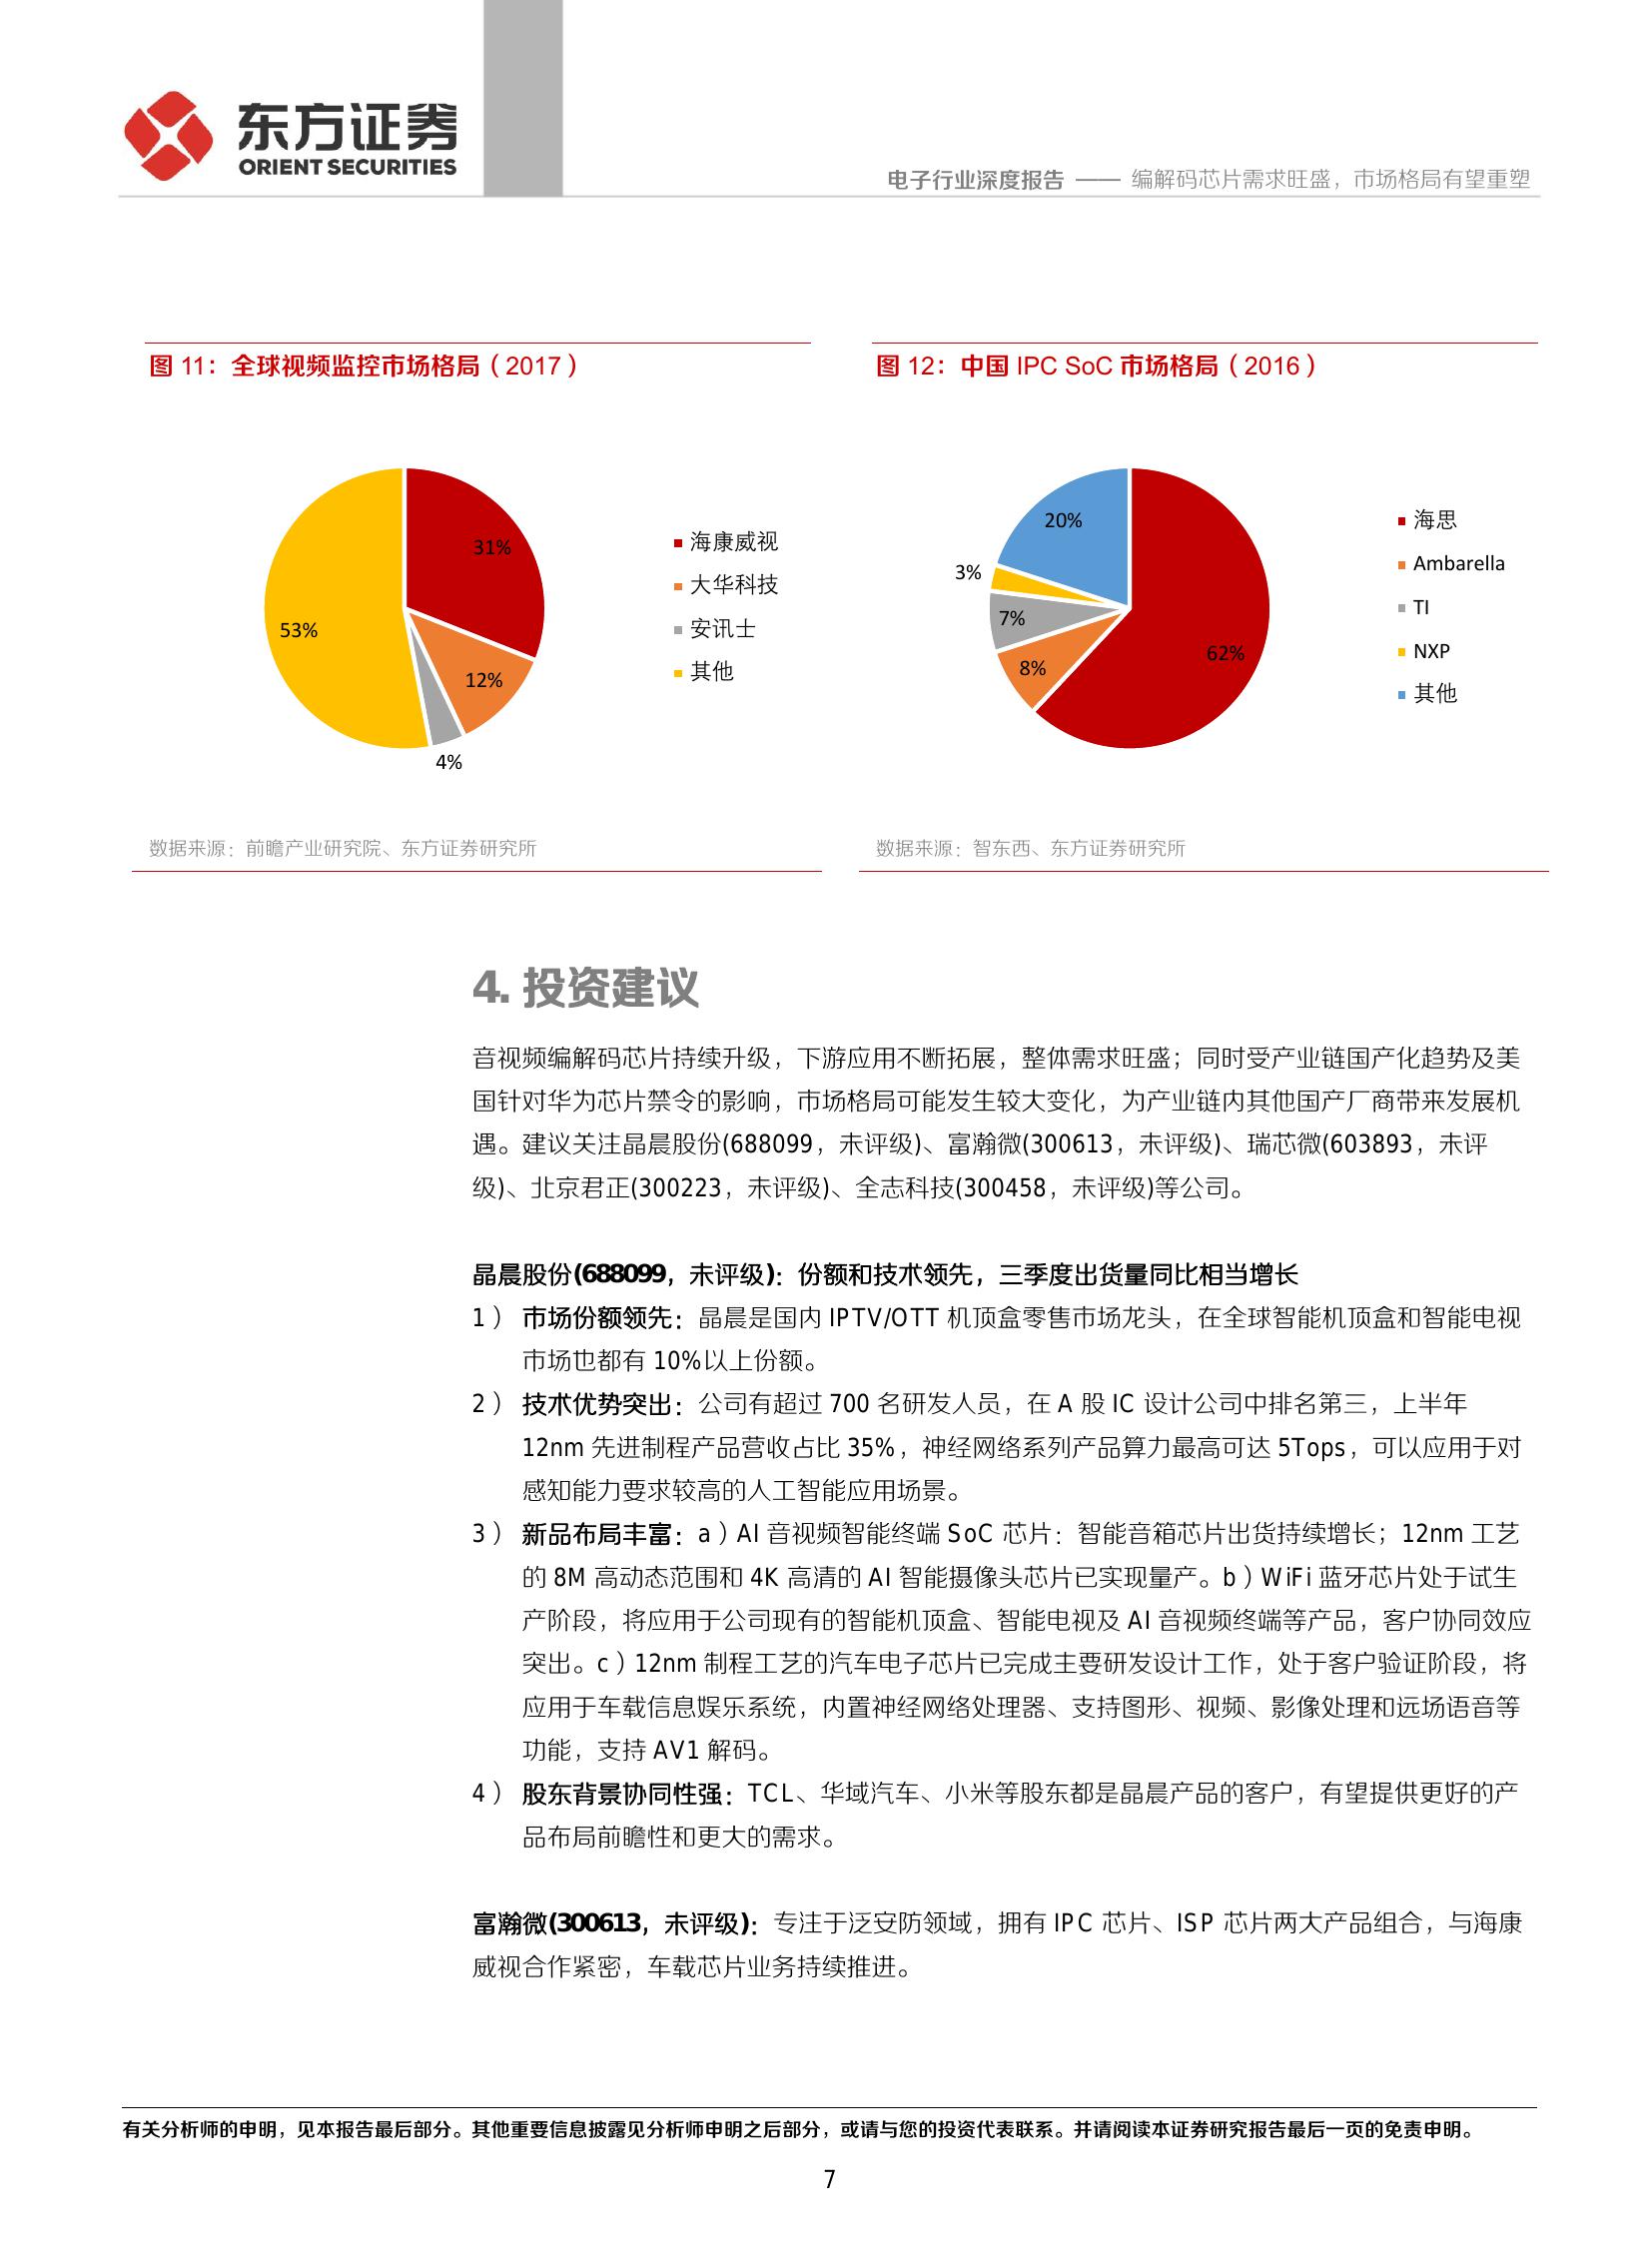 东方证券
ORIENT SECURITIES
电子行业深度报告 —— 编解码芯片需求旺盛，市场格局有望重塑
图 11：全球视频监控市场格局（2017）
31%
12%
4%
53%
海康威视
大华科技
安讯士
其他
数据来源：前瞻产业研究院、东方证券研究所
图 12：中国 IPC SoC 市场格局（2016）
62%
8%
7%
3%
20%
海思
Ambarella
TI
NXP
其他
数据来源：智东西、东方证券研究所
4. 投资建议
音视频编解码芯片持续升级，下游应用不断拓展，整体需求旺盛；同时受产业链国产化趋势及美
国针对华为芯片禁令的影响，市场格局可能发生较大变化，为产业链内其他国产厂商带来发展机
遇。建议关注晶晨股份(688099，未评级)、富瀚微(300613，未评级)、瑞芯微(603893，未评
级)、北京君正(300223，未评级)、全志科技(300458，未评级)等公司。
晶晨股份(688099，未评级)：份额和技术领先，三季度出货量同比相当增长
1） 市场份额领先：晶晨是国内 IPTV/OTT 机顶盒零售市场龙头，在全球智能机顶盒和智能电视
市场也都有 10%以上份额。
2） 技术优势突出：公司有超过 700 名研发人员，在 A 股 IC 设计公司中排名第三，上半年
12nm 先进制程产品营收占比 35%，神经网络系列产品算力最高可达 5Tops，可以应用于对
感知能力要求较高的人工智能应用场景。
3） 新品布局丰富：a）AI 音视频智能终端 SoC 芯片：智能音箱芯片出货持续增长；12nm 工艺
的 8M 高动态范围和 4K 高清的 AI 智能摄像头芯片已实现量产。b）WiFi 蓝牙芯片处于试生
产阶段，将应用于公司现有的智能机顶盒、智能电视及 AI 音视频终端等产品，客户协同效应
突出。c）12nm 制程工艺的汽车电子芯片已完成主要研发设计工作，处于客户验证阶段，将
应用于车载信息娱乐系统，内置神经网络处理器、支持图形、视频、影像处理和远场语音等
功能，支持 AV1 解码。
4） 股东背景协同性强：TCL、华域汽车、小米等股东都是晶晨产品的客户，有望提供更好的产
品布局前瞻性和更大的需求。
富瀚微(300613，未评级)：专注于泛安防领域，拥有 IPC 芯片、ISP 芯片两大产品组合，与海康
威视合作紧密，车载芯片业务持续推进。
有关分析师的申明，见本报告最后部分。其他重要信息披露见分析师申明之后部分，或请与您的投资代表联系。并请阅读本证券研究报告最后一页的免责申明。
7